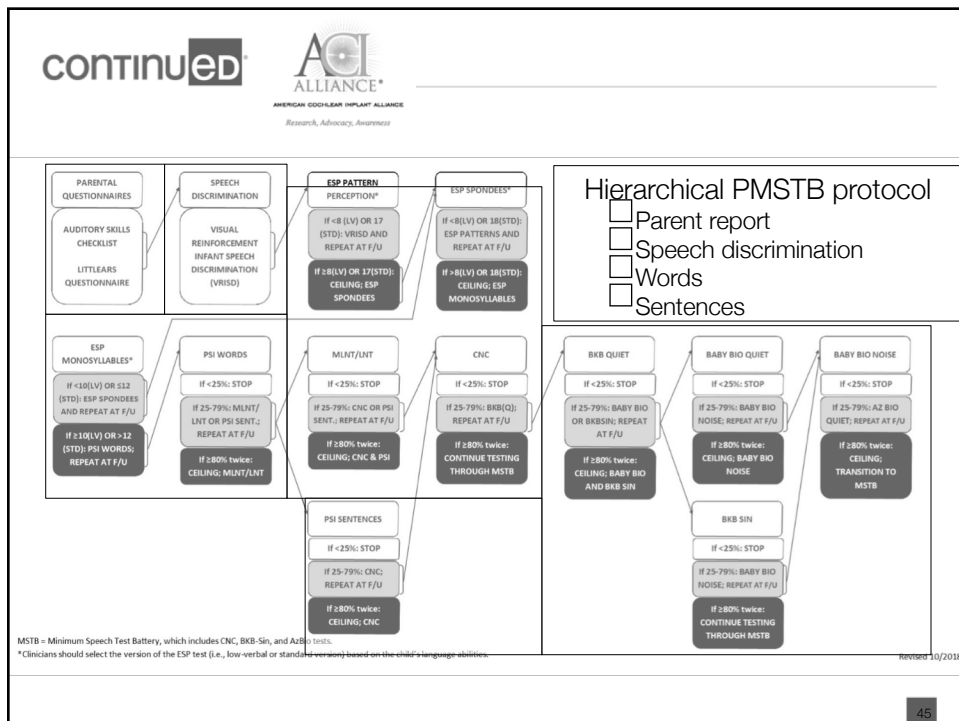 CONTINUED
ACI
ALLIANCE*
AMERICAN COCHLEAR IMPLANT ALLIANCE
Research, Advocacy, Awareness
PARENTAL
QUESTIONNAIRES
AUDITORY SKILLS
CHECKLIST
LITTLEARS
QUESTIONNAIRE
SPEECH
DISCRIMINATION
VISUAL
REINFORCEMENT
INFANT SPEECH
DISCRIMINATION
(VRISD)
ESP PATTERN
PERCEPTION*
If <8 (LV) OR 17
(STD): VRISD AND
REPEAT AT F/U
If ≥8(LV) OR 17(STD):
CEILING; ESP
SPONDEES
ESP SPONDEES*
If <8(LV) OR 18(STD):
ESP PATTERNS AND
REPEAT AT F/U
If >8(LV) OR 18(STD):
CEILING; ESP
MONOSYLLABLES
Hierarchical PMSTB protocol
Parent report
Speech discrimination
Words
Sentences
ESP
MONOSYLLABLES*
If <10(LV) OR ≤12
(STD): ESP SPONDEES
AND REPEAT AT F/U
If ≥10(LV) OR >12
(STD): PSI WORDS;
REPEAT AT F/U
PSI WORDS
If <25%: STOP
If 25-79%: MLNT/
LNT OR PSI SENT.;
REPEAT AT F/U
If ≥80% twice:
CEILING; MLNT/LNT
MLNT/LNT
If <25%: STOP
If 25-79%: CNC OR PSI
SENT.; REPEAT AT F/U
If ≥80% twice:
CEILING; CNC & PSI
CNC
If <25%: STOP
If 25-79%: BKB(Q);
REPEAT AT F/U
If ≥80% twice:
CONTINUE TESTING
THROUGH MSTB
BKB QUIET
If <25%: STOP
If 25-79%: BABY BIO
OR BKBSIN; REPEAT
AT F/U
If ≥80% twice:
CEILING; BABY BIO
AND BKB SIN
BABY BIO QUIET
If <25%: STOP
If 25-79%: BABY BIO
NOISE; REPEAT AT F/U
If ≥80% twice:
CEILING; BABY BIO
NOISE
BABY BIO NOISE
If <25%: STOP
If 25-79%: AZ BIO
QUIET; REPEAT AT F/U
If ≥80% twice:
CEILING;
TRANSITION TO
MSTB
PSI SENTENCES
If <25%: STOP
If 25-79%: CNC;
REPEAT AT F/U
If ≥80% twice:
CEILING; CNC
BKB SIN
If <25%: STOP
If 25-79%: BABY BIO
NOISE; REPEAT AT F/U
If ≥80% twice:
CONTINUE TESTING
THROUGH MSTB
MSTB = Minimum Speech Test Battery, which includes CNC, BKB-Sin, and AzBio tests.
*Clinicians should select the version of the ESP test (i.e., low-verbal or standard version) based on the child's language abilities.
Revised 10/2018
45